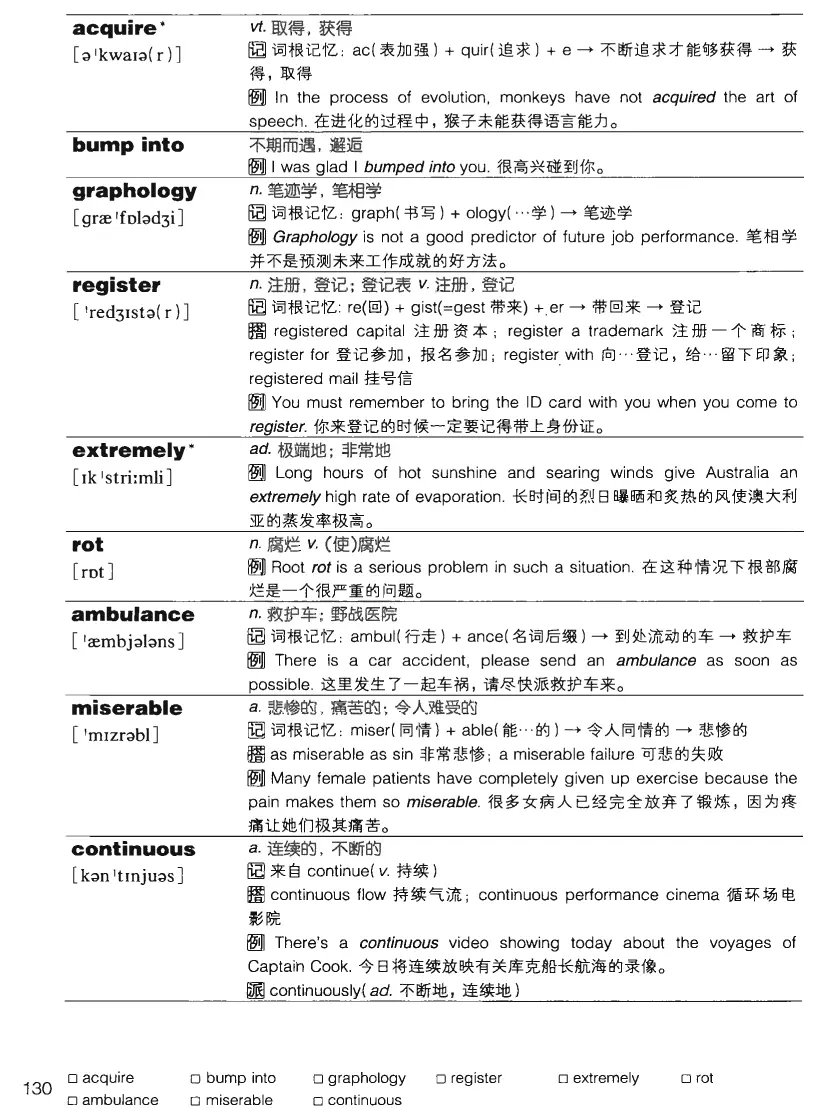 acquire*
vt. 取得，获得
[əˈkwaɪə(r)]
记 词根记忆：ac(表加强) + quir(追求) + e → 不断追求才能够获得 → 获
得，取得
例 In the process of evolution, monkeys have not acquired the art of
speech. 在进化的过程中，猴子未能获得语言能力。
bump into
不期而遇，邂逅
例 I was glad I bumped into you. 很高兴碰到你。
graphology
n. 笔迹学，笔相学
[græˈfɒlədʒi]
记 词根记忆：graph(书写) + ology(…学) → 笔迹学
例 Graphology is not a good predictor of future job performance. 笔相学
并不是预测未来工作成就的好方法。
register
n. 注册，登记；登记表 v. 注册，登记
[ˈredʒɪstə(r)]
记 词根记忆: re(回) + gist(=gest 带来) + er → 带回来 → 登记
搭 registered capital 注册资本；register a trademark 注册一个商标；
register for 登记参加，报名参加；register with 向…登记，给…留下印象；
registered mail 挂号信
例 You must remember to bring the ID card with you when you come to
register. 你来登记的时候一定要记得带上身份证。
extremely*
ad. 极端地；非常地
[ɪkˈstriːmli]
例 Long hours of hot sunshine and searing winds give Australia an
extremely high rate of evaporation. 长时间的烈日曝晒和炙热的风使澳大利
亚的蒸发率极高。
rot
n. 腐烂 v. (使)腐烂
[rɒt]
例 Root rot is a serious problem in such a situation. 在这种情况下根部腐
烂是一个很严重的问题。
ambulance
n. 救护车；野战医院
[ˈæmbjələns]
记 词根记忆：ambul(行走) + ance(名词后缀) → 到处流动的车 → 救护车
例 There is a car accident, please send an ambulance as soon as
possible. 这里发生了一起车祸，请尽快派救护车来。
miserable
a. 悲惨的，痛苦的；令人难受的
[ˈmɪzrəbl]
记 词根记忆：miser(同情) + able(能…的) → 令人同情的 → 悲惨的
搭 as miserable as sin 非常悲惨；a miserable failure 可悲的失败
例 Many female patients have completely given up exercise because the
pain makes them so miserable. 很多女病人已经完全放弃了锻炼，因为疼
痛让她们极其痛苦。
continuous
a. 连续的，不断的
[kənˈtɪnjuəs]
记 来自 continue(v. 持续)
搭 continuous flow 持续气流；continuous performance cinema 循环场电
影院
例 There's a continuous video showing today about the voyages of
Captain Cook. 今日将连续放映有关库克船长航海的录像。
派 continuously(ad. 不断地，连续地)
130
□ acquire □ bump into □ graphology □ register □ extremely □ rot
□ ambulance □ miserable □ continuous